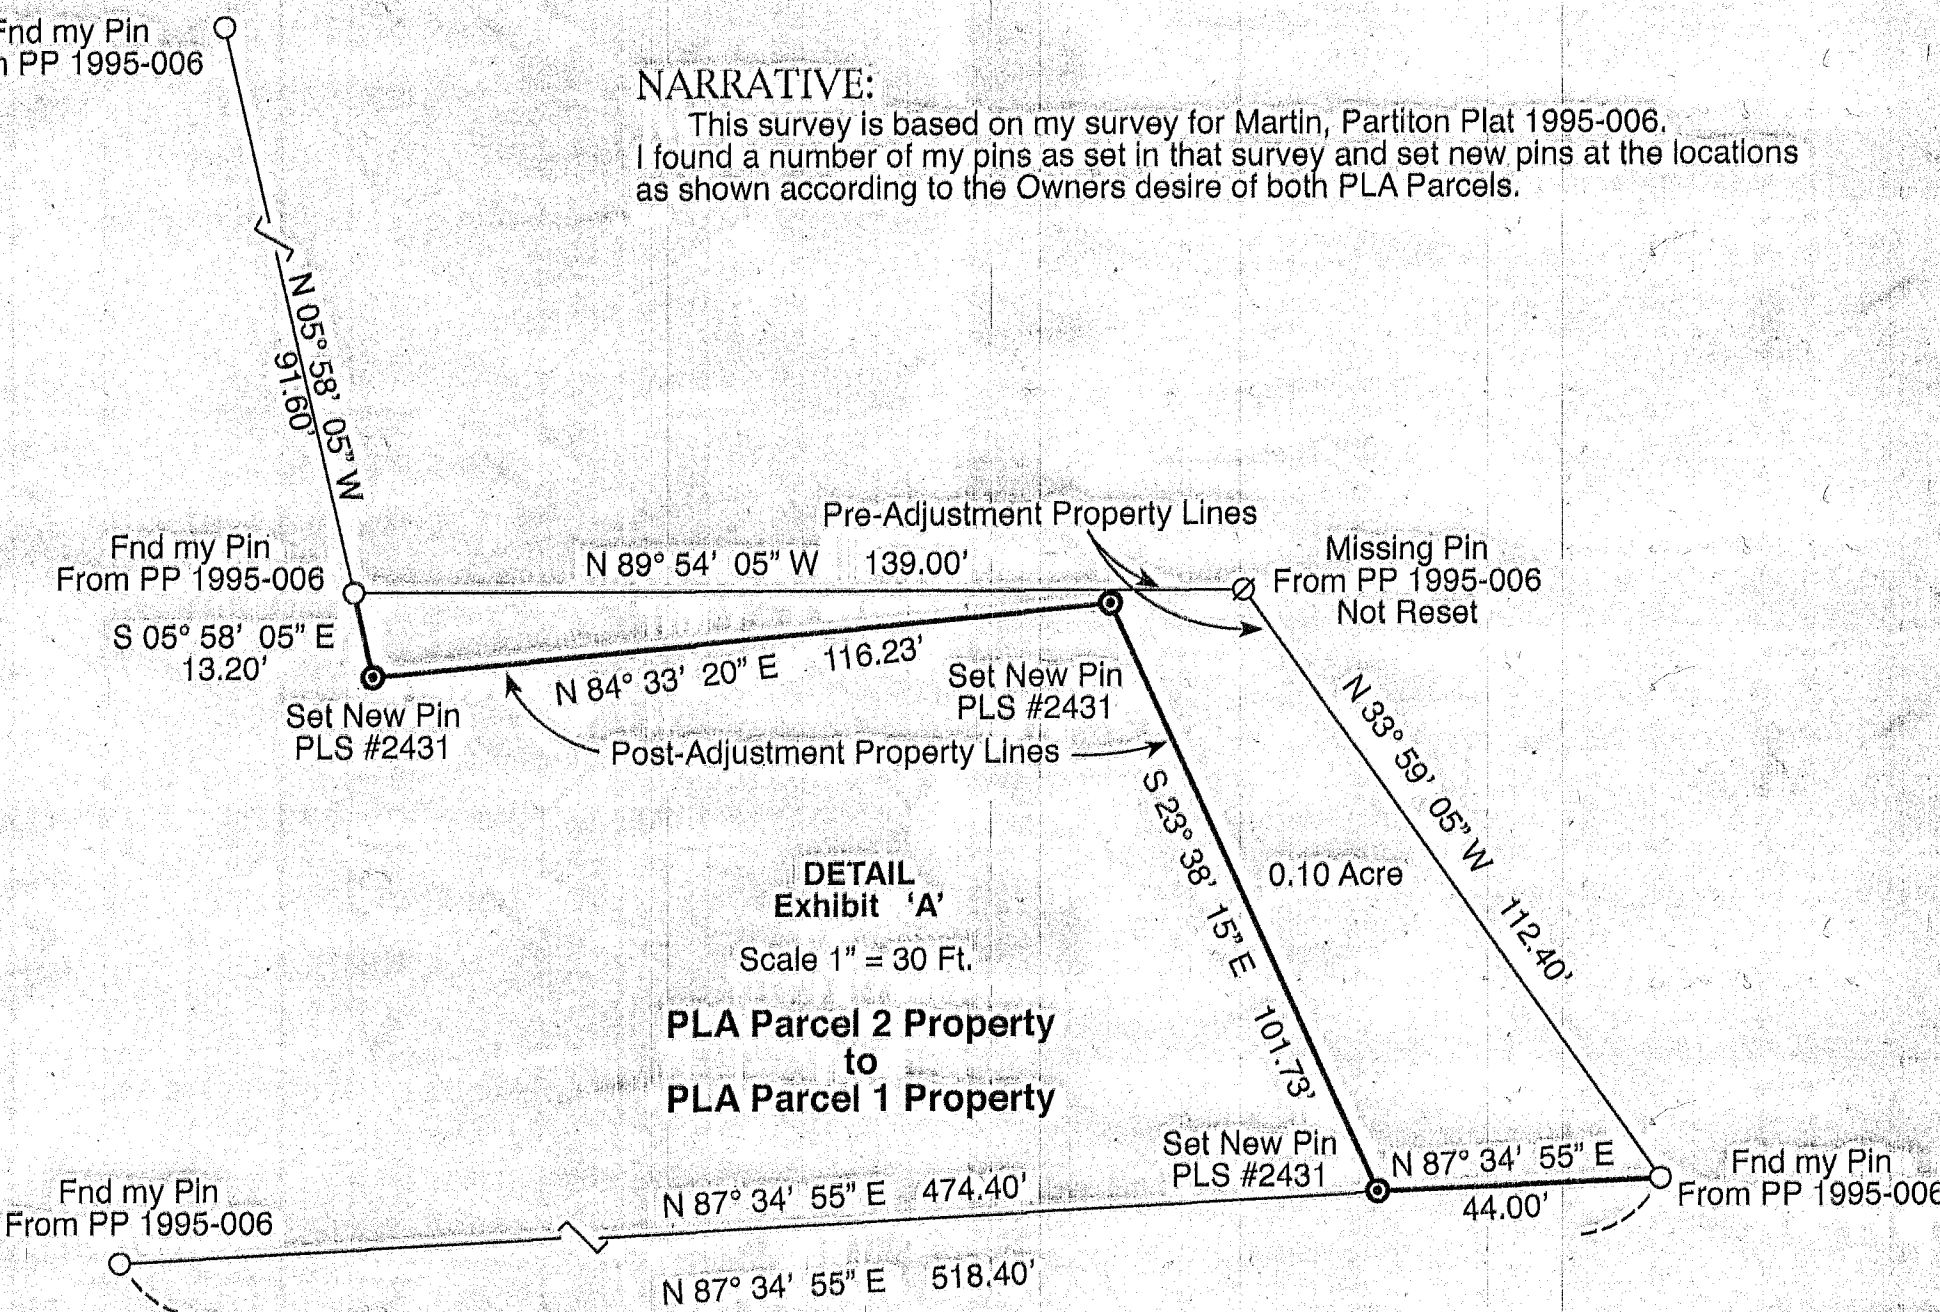 Fnd my Pin
PP 1995-006
NARRATIVE:
This survey is based on my survey for Martin, Partiton Plat 1995-006.
I found a number of my pins as set in that survey and set new pins at the locations
as shown according to the Owners desire of both PLA Parcels.
N 05° 58' 05" W
91.60'
Pre-Adjustment Property Lines
Fnd my Pin
From PP 1995-006
N 89° 54' 05" W 139.00'
Missing Pin
From PP 1995-006
Not Reset
S 05° 58' 05" E
13.20'
N 84° 33' 20" E 116.23'
Set New Pin
PLS #2431
Set New Pin
PLS #2431
Post-Adjustment Property Lines
N 33° 59' 05" W 112.40'
S 23° 38' 15" E 101.73'
0.10 Acre
DETAIL
Exhibit 'A'
Scale 1" = 30 Ft.
PLA Parcel 2 Property
to
PLA Parcel 1 Property
Set New Pin
PLS #2431
N 87° 34' 55" E
44.00'
Fnd my Pin
From PP 1995-006
Fnd my Pin
From PP 1995-006
N 87° 34' 55" E 474.40'
N 87° 34' 55" E 518.40'